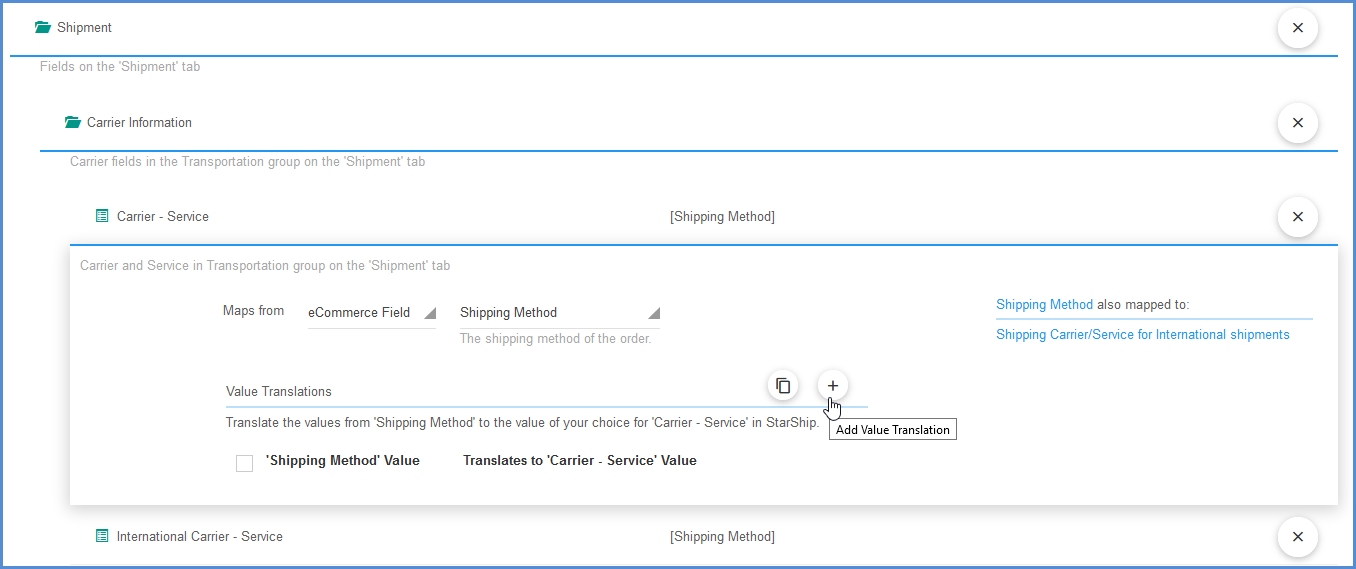 Shipment
Fields on the 'Shipment' tab
Carrier Information
Carrier fields in the Transportation group on the 'Shipment' tab
Carrier - Service [Shipping Method]
Carrier and Service in Transportation group on the 'Shipment' tab
Maps from eCommerce Field Shipping Method
The shipping method of the order.
Shipping Method also mapped to:
Shipping Carrier/Service for International shipments
Value Translations
Translate the values from 'Shipping Method' to the value of your choice for 'Carrier - Service' in StarShip.
Add Value Translation
'Shipping Method' Value Translates to 'Carrier - Service' Value
International Carrier - Service [Shipping Method]